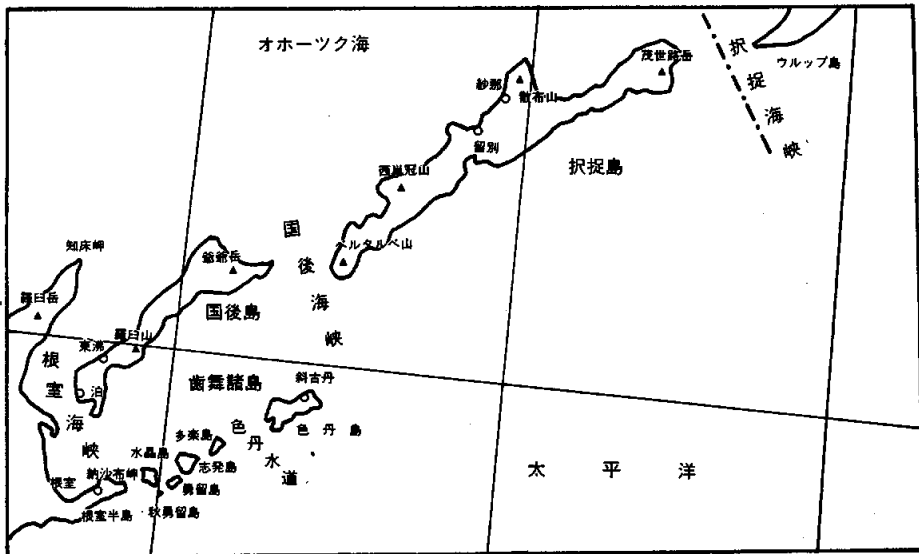 オホーツク海
択捉海峡
ウルップ島
茂世路岳
紗那
散布山
留別
択捉島
西單冠山
国後海峡
ベルタルベ山
知床岬
爺爺岳
羅臼岳
国後島
羅臼山
東沸
根室海峡
泊
歯舞諸島
斜古丹
色丹島
色丹水道
多楽島
水晶島
志発島
勇留島
秋勇留島
納沙布岬
根室
根室半島
太平洋